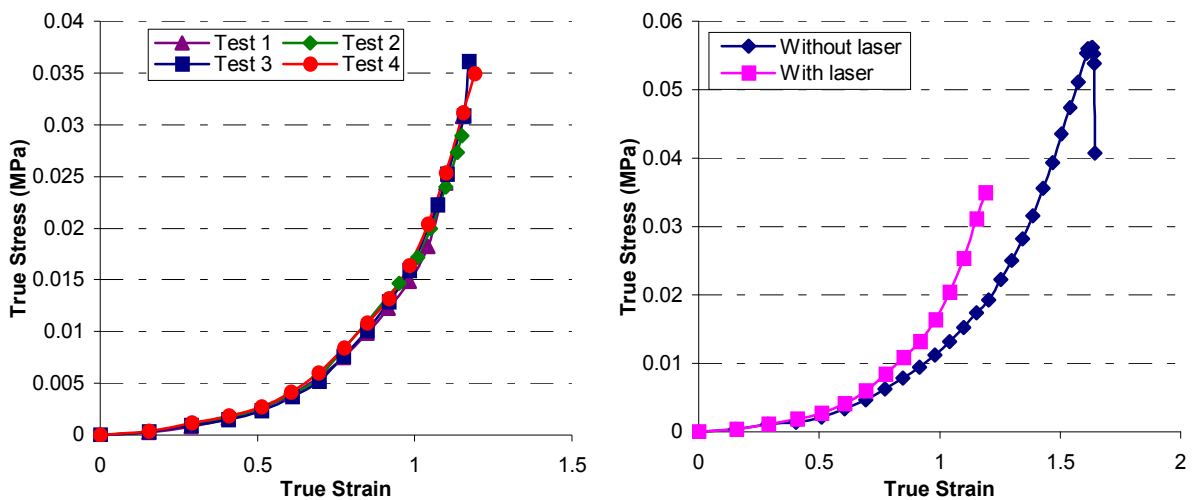 0.04
0.035
0.03
0.025
0.02
0.015
0.01
0.005
0
True Stress (MPa)
Test 1 Test 2
Test 3 Test 4
0 0.5 1 1.5
True Strain
0.06
0.05
0.04
0.03
0.02
0.01
0
True Stress (MPa)
Without laser
With laser
0 0.5 1 1.5 2
True Strain